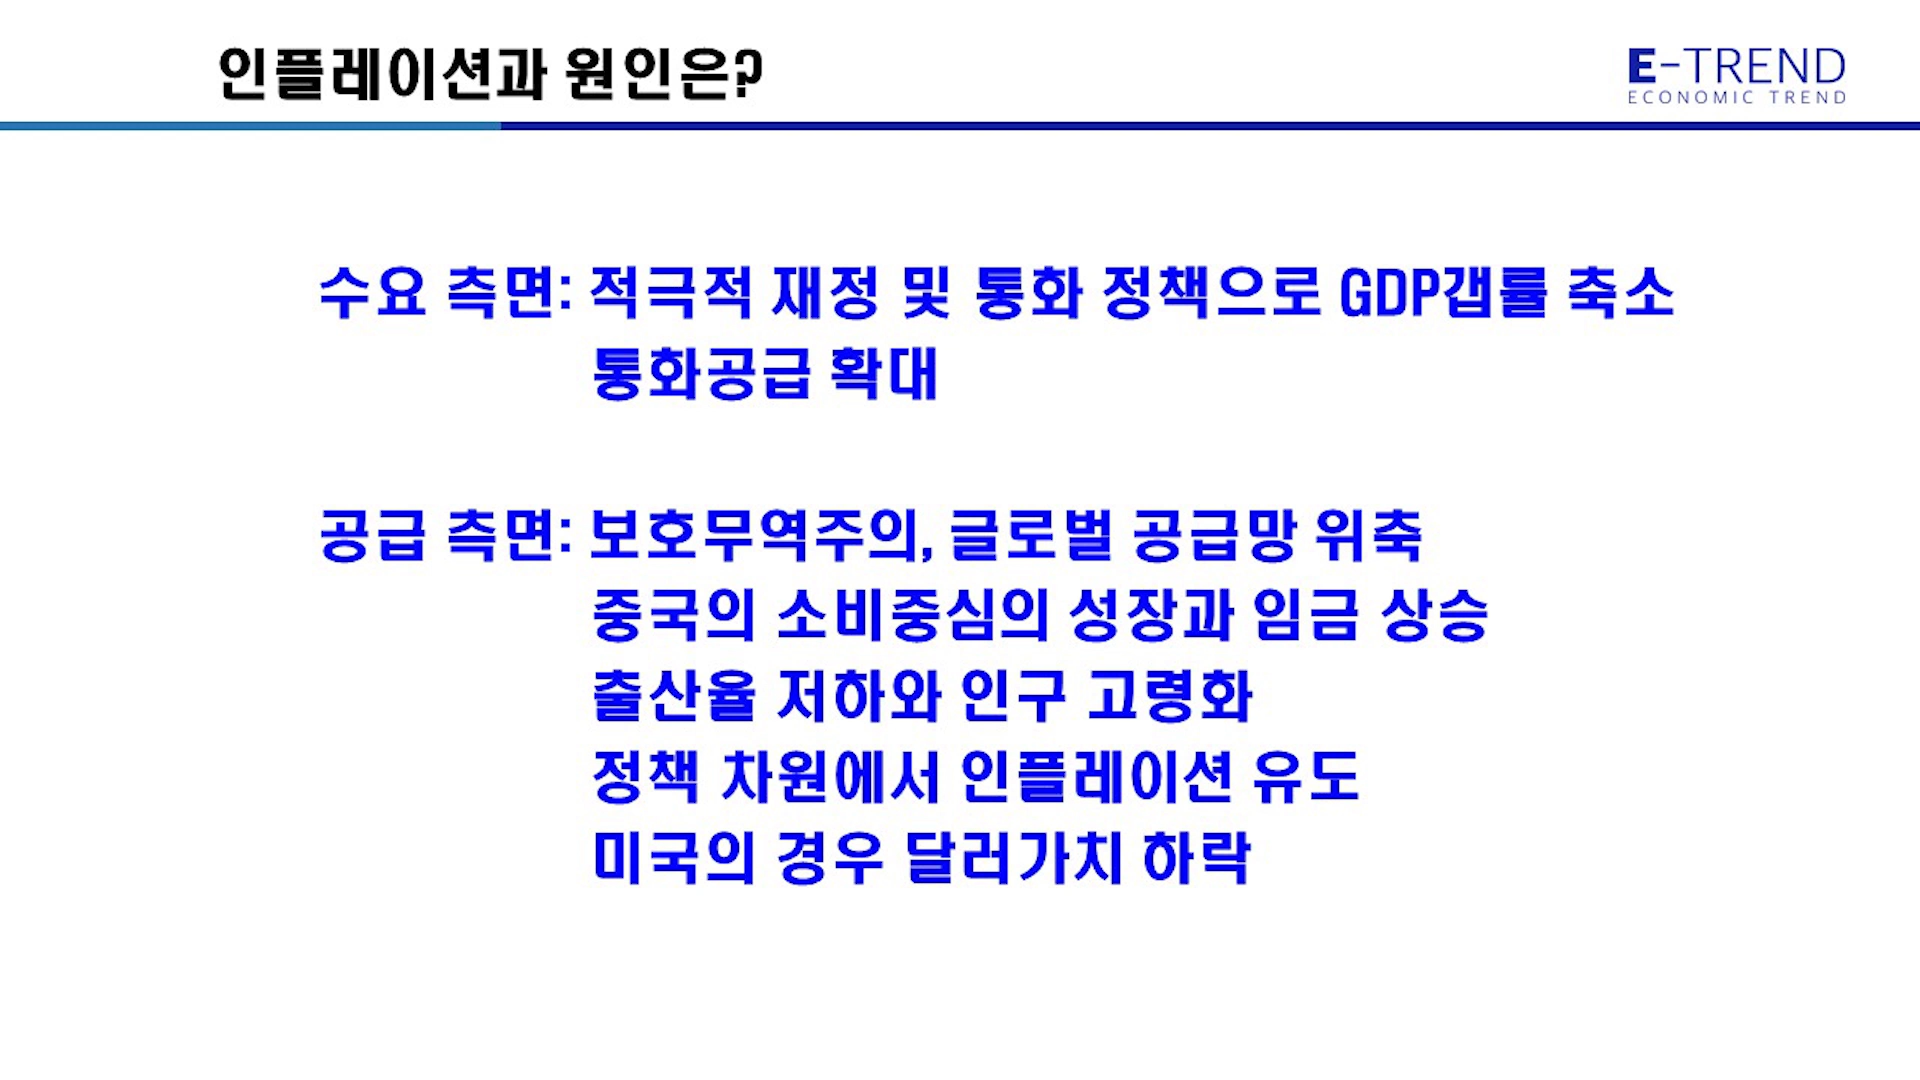 인플레이션과 원인은?
E-TREND
ECONOMIC TREND
수요 측면: 적극적 재정 및 통화 정책으로 GDP갭률 축소
통화공급 확대
공급 측면: 보호무역주의, 글로벌 공급망 위축
중국의 소비중심의 성장과 임금 상승
출산율 저하와 인구 고령화
정책 차원에서 인플레이션 유도
미국의 경우 달러가치 하락